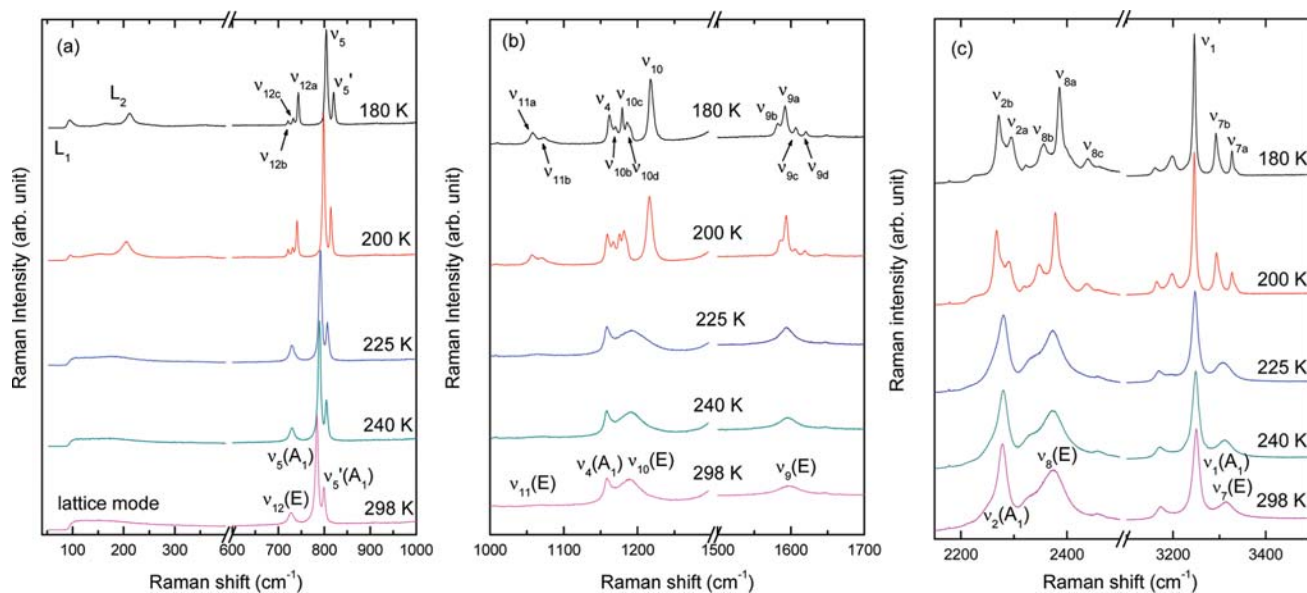 (a)
ν5
ν12c
ν12a
ν5'
L2
180 K
L1
ν12b
200 K
225 K
240 K
ν5(A1)
ν5'(A1)
lattice mode
ν12(E)
298 K
100 200 300 600 700 800 900 1000
Raman shift (cm-1)
Raman Intensity (arb. unit)
(b)
ν10
ν11a
ν4
ν10c
180 K
ν9a
ν9b
ν11b
ν10b
ν10d
ν9c
ν9d
200 K
225 K
240 K
ν4(A1)
ν10(E)
ν11(E)
298 K
ν9(E)
1000 1100 1200 1600 1700
Raman shift (cm-1)
Raman Intensity (arb. unit)
(c)
ν1
ν8a
ν2b
ν2a
ν8b
ν8c
ν7b
ν7a
180 K
200 K
225 K
240 K
ν8(E)
ν1(A1)
ν7(E)
ν2(A1)
298 K
2200 2400 3200 3400
Raman shift (cm-1)
Raman intensity (arb. unit)